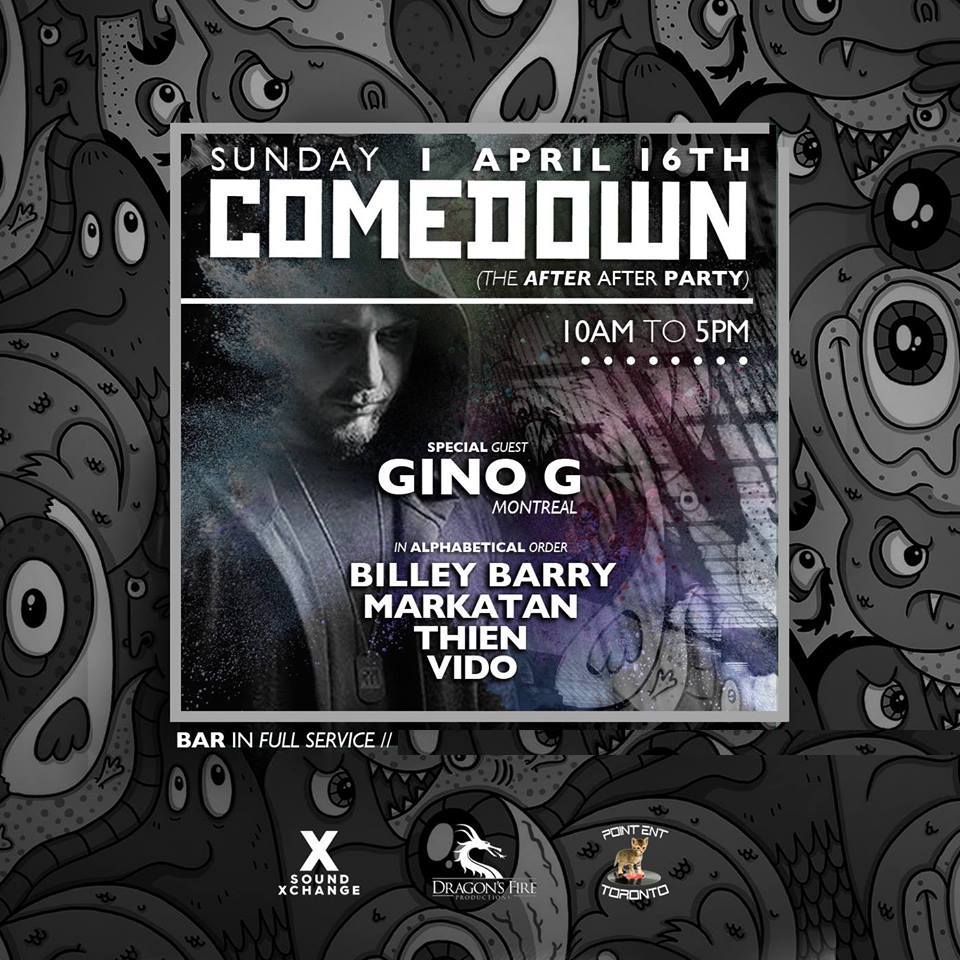 SUNDAY | APRIL 16TH
COMEDOWN
(THE AFTER AFTER PARTY)
10AM TO 5PM
SPECIAL GUEST
GINO G
MONTREAL
IN ALPHABETICAL ORDER
BILLEY BARRY
MARKATAN
THIEN
VIDO
BAR IN FULL SERVICE //
X
SOUND
XCHANGE
DRAGON'S FIRE
PRODUCTIONS
POINT ENT
TORONTO